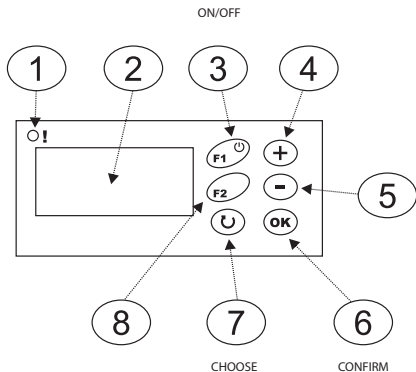 ON/OFF
1 2 3 4
!
F1 +
F2 - 5
OK
8 7 6
CHOOSE CONFIRM